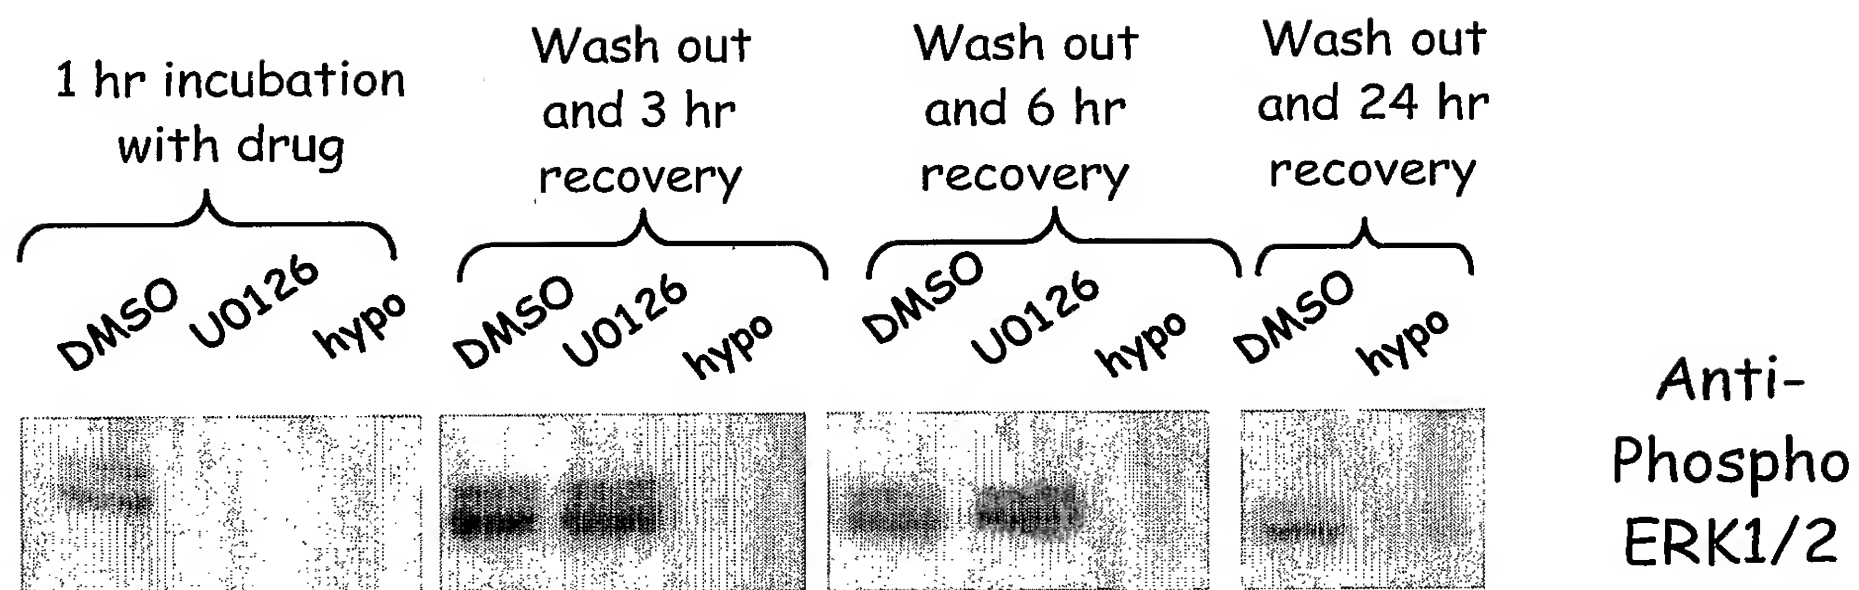 1 hr incubation
with drug
Wash out
and 3 hr
recovery
Wash out
and 6 hr
recovery
Wash out
and 24 hr
recovery
DMSO
U0126
hypo
DMSO
U0126
hypo
DMSO
U0126
hypo
DMSO
hypo
Anti-
Phospho
ERK1/2